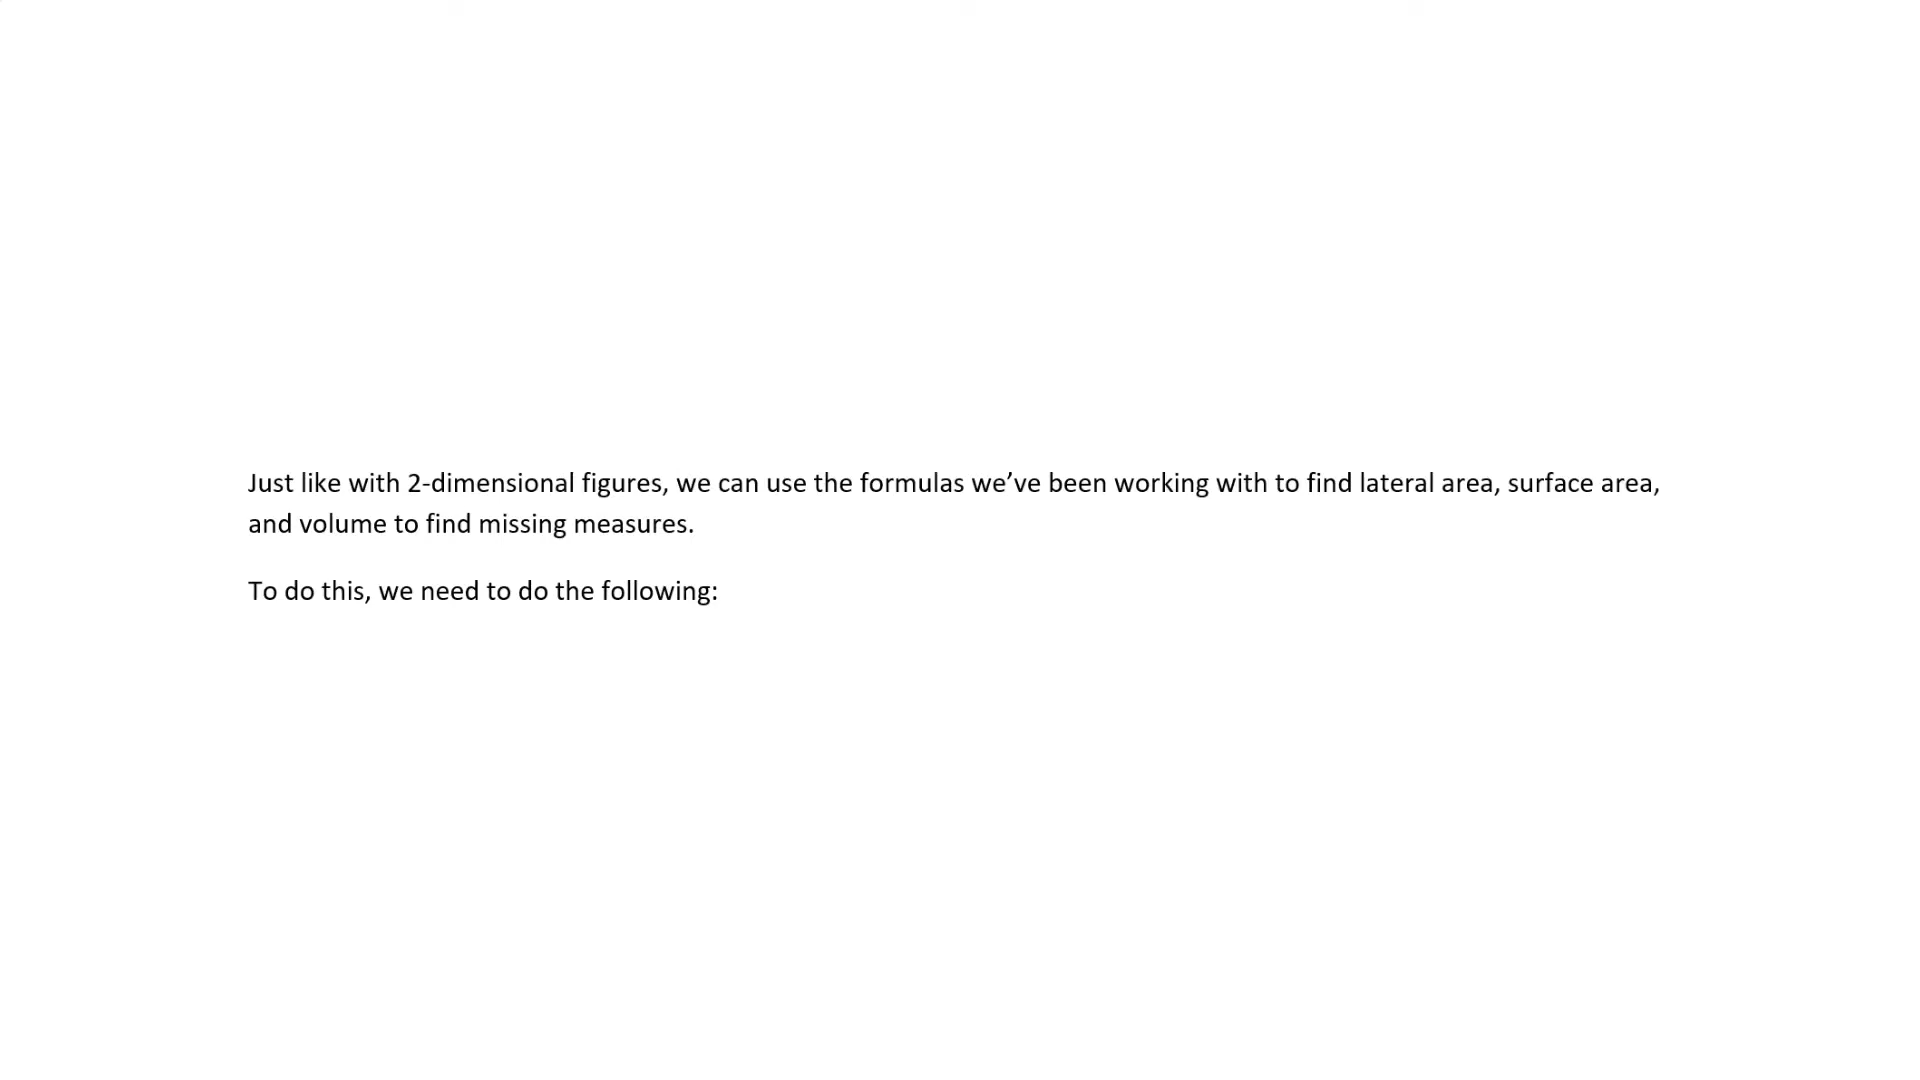 Just like with 2-dimensional figures, we can use the formulas we’ve been working with to find lateral area, surface area,
and volume to find missing measures.
To do this, we need to do the following: